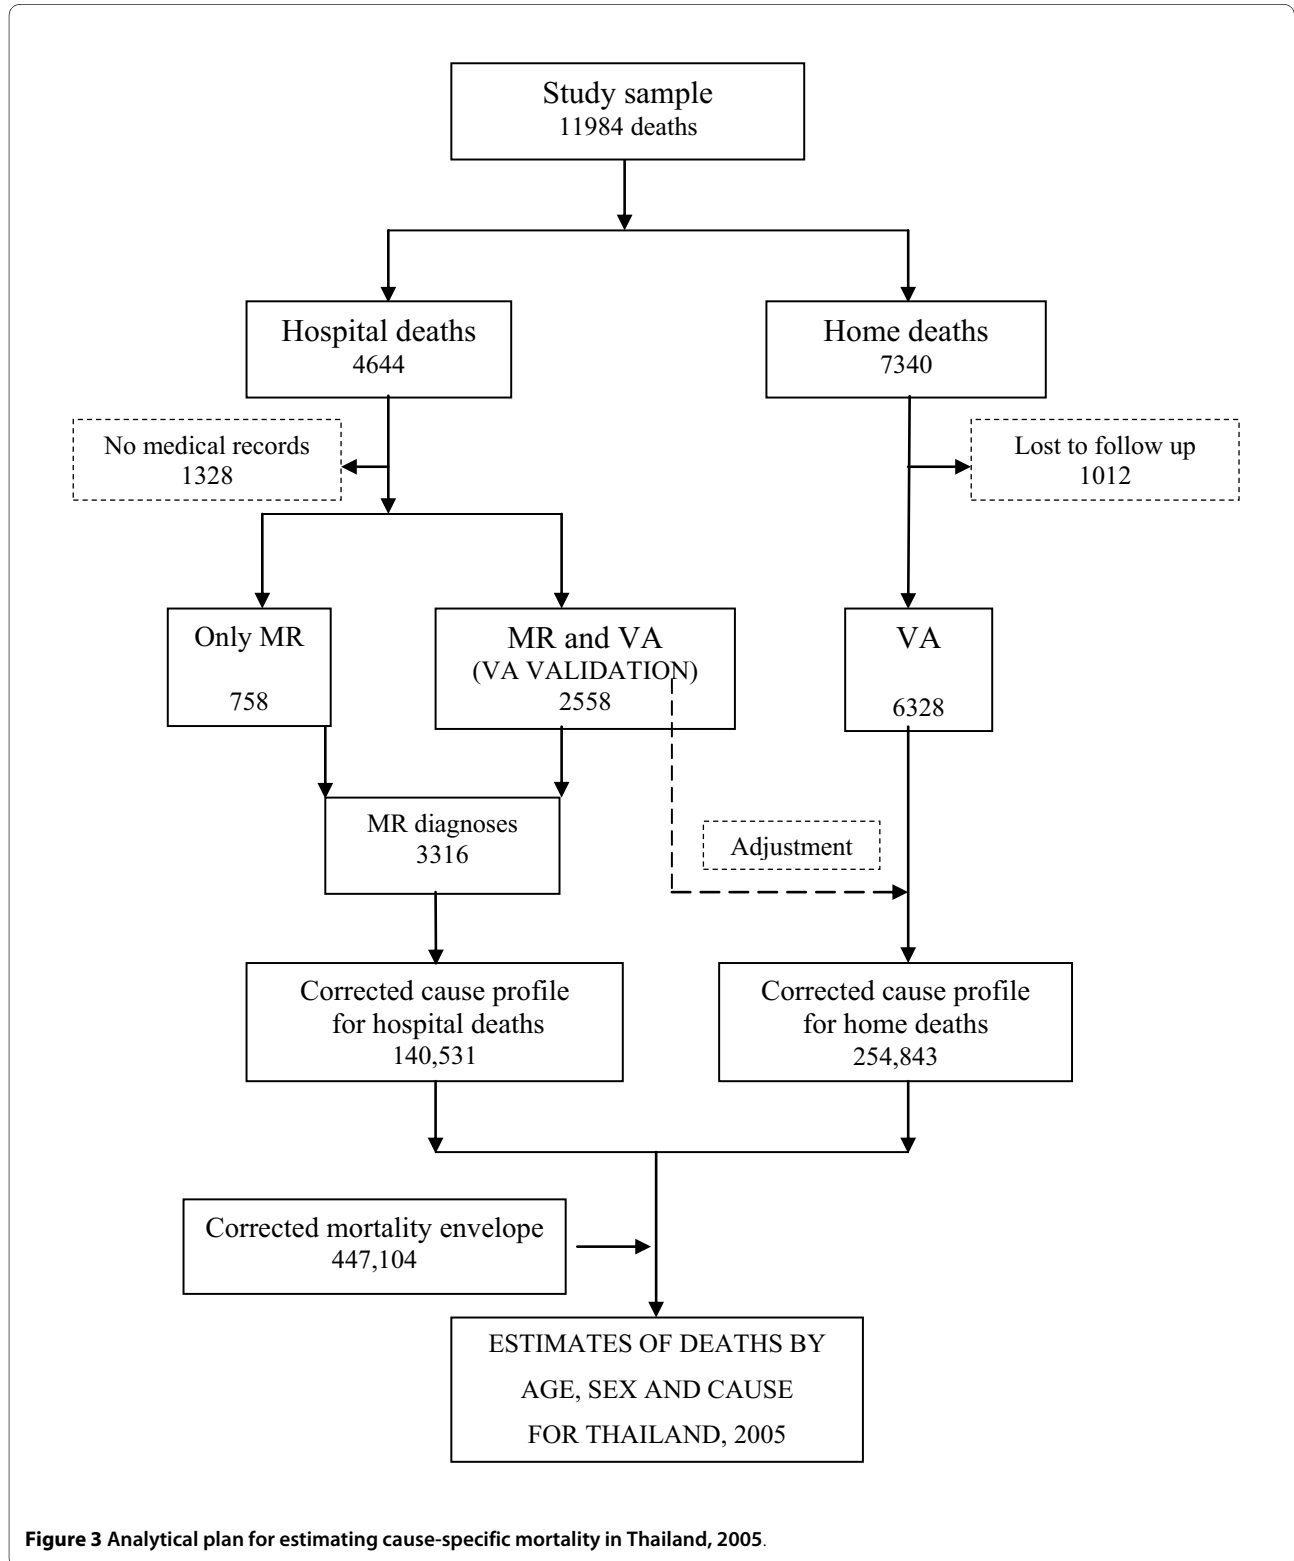 Study sample
11984 deaths
Hospital deaths
4644
Home deaths
7340
No medical records
1328
Lost to follow up
1012
Only MR
758
MR and VA
(VA VALIDATION)
2558
VA
6328
MR diagnoses
3316
Adjustment
Corrected cause profile
for hospital deaths
140,531
Corrected cause profile
for home deaths
254,843
Corrected mortality envelope
447,104
ESTIMATES OF DEATHS BY
AGE, SEX AND CAUSE
FOR THAILAND, 2005
Figure 3 Analytical plan for estimating cause-specific mortality in Thailand, 2005.